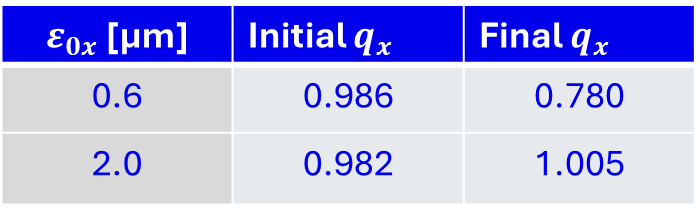 ε₀ₓ [µm] Initial qₓ Final qₓ
0.6 0.986 0.780
2.0 0.982 1.005